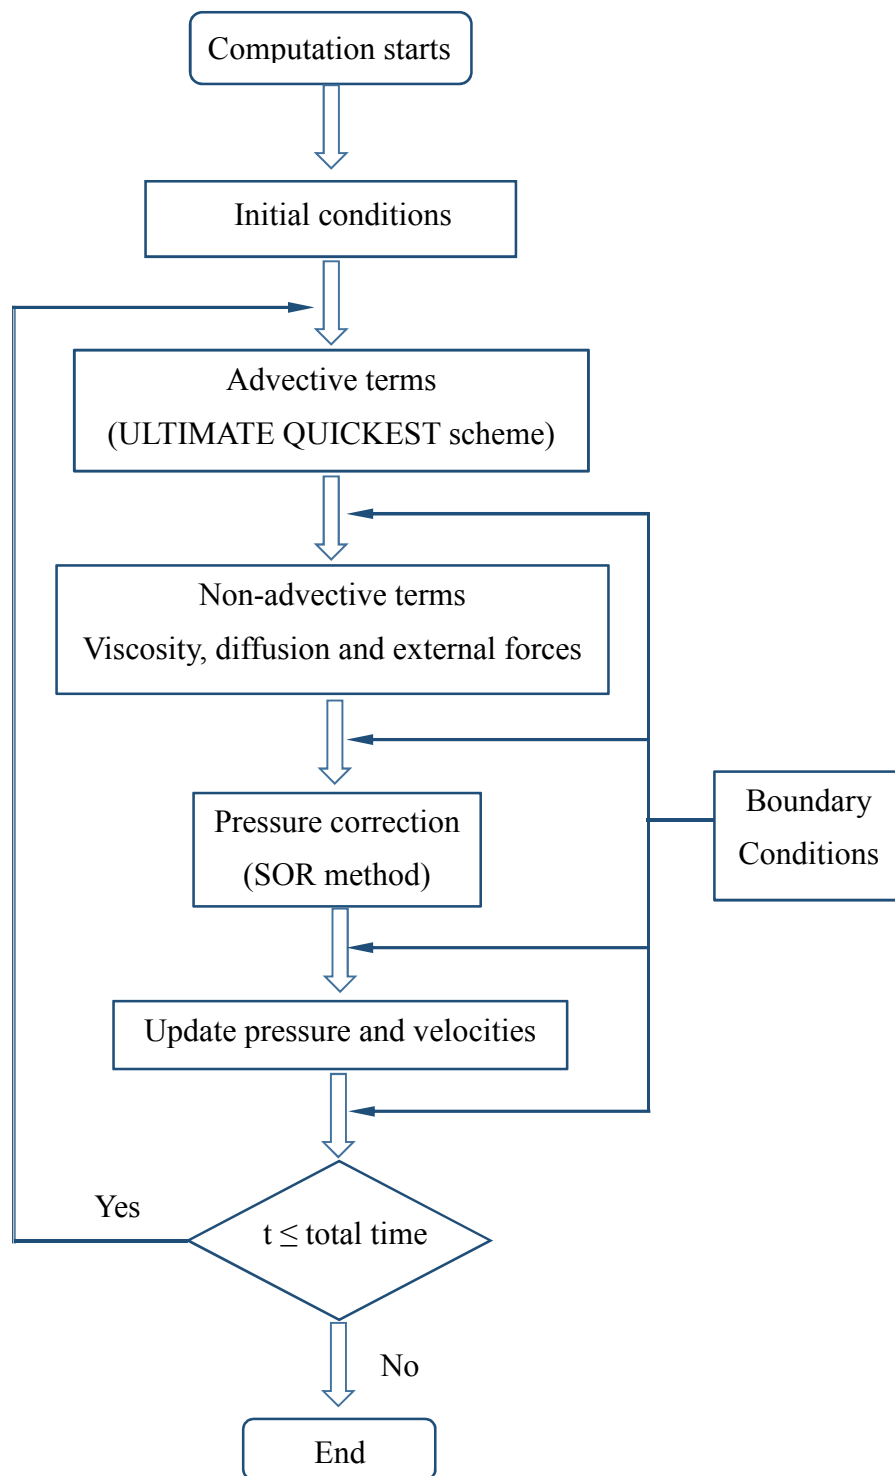 Computation starts
Initial conditions
Advective terms
(ULTIMATE QUICKEST scheme)
Non-advective terms
Viscosity, diffusion and external forces
Pressure correction
(SOR method)
Boundary
Conditions
Update pressure and velocities
Yes
t ≤ total time
No
End